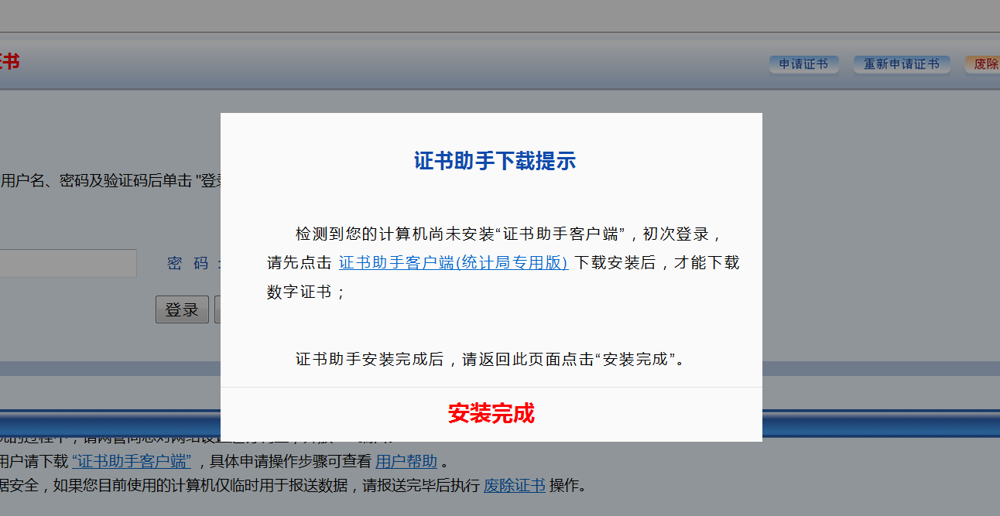 证书
申请证书 重新申请证书 废除
证书助手下载提示
用户名、密码及验证码后单击 "登录
检测到您的计算机尚未安装“证书助手客户端”，初次登录，
请先点击 证书助手客户端(统计局专用版) 下载安装后，才能下载
数字证书；
密 码：
登录
证书助手安装完成后，请返回此页面点击“安装完成”。
安装完成
用户请下载 “证书助手客户端” ，具体申请操作步骤可查看 用户帮助 。
据安全，如果您目前使用的计算机仅临时用于报送数据，请报送完毕后执行 废除证书 操作。